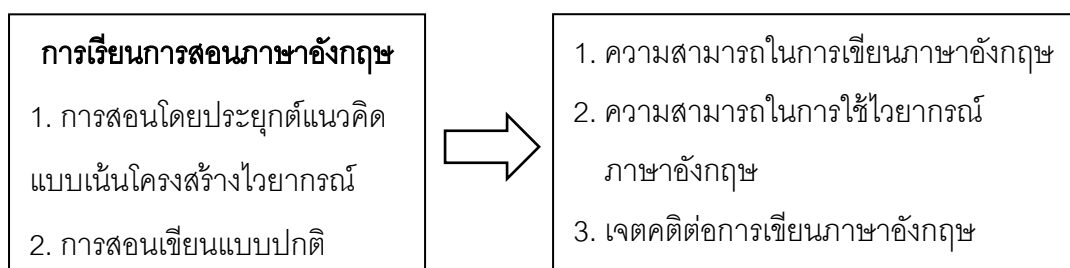 การเรียนการสอนภาษาอังกฤษ
1. การสอนโดยประยุกต์แนวคิด
แบบเน้นโครงสร้างไวยากรณ์
2. การสอนเขียนแบบปกติ
1. ความสามารถในการเขียนภาษาอังกฤษ
2. ความสามารถในการใช้ไวยากรณ์
ภาษาอังกฤษ
3. เจตคติต่อการเขียนภาษาอังกฤษ